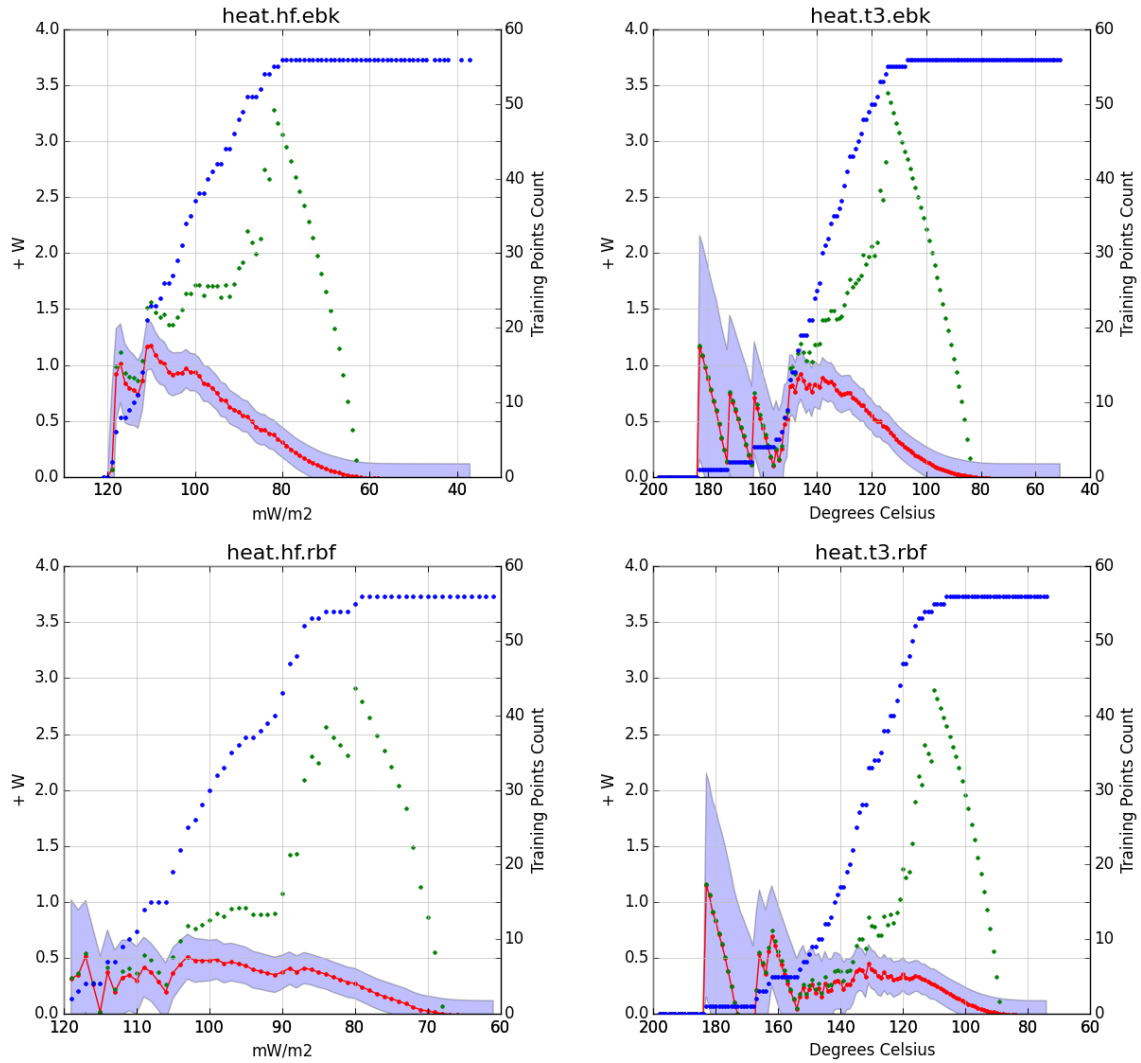 heat.hf.ebk
4.0 3.5 3.0 2.5 2.0 1.5 1.0 0.5 0.0
+ W
60 50 40 30 20 10 0
Training Points Count
120 100 80 60 40
mW/m2
heat.t3.ebk
4.0 3.5 3.0 2.5 2.0 1.5 1.0 0.5 0.0
+ W
60 50 40 30 20 10 0
Training Points Count
200 180 160 140 120 100 80 60 40
Degrees Celsius
heat.hf.rbf
4.0 3.5 3.0 2.5 2.0 1.5 1.0 0.5 0.0
+ W
60 50 40 30 20 10 0
Training Points Count
120 110 100 90 80 70 60
mW/m2
heat.t3.rbf
4.0 3.5 3.0 2.5 2.0 1.5 1.0 0.5 0.0
+ W
60 50 40 30 20 10 0
Training Points Count
200 180 160 140 120 100 80 60
Degrees Celsius